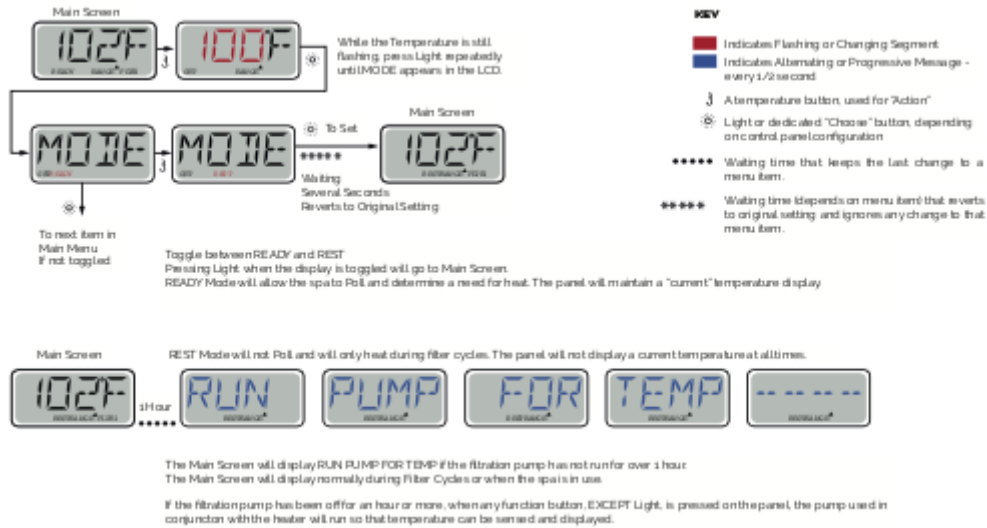 Main Screen
102°F
100°F
While the Temperature is still
flashing, press Light repeatedly
until MODE appears in the LCD.
KEY
Indicates Flashing or Changing Segment
Indicates Alternating or Progressive Message -
every 1/2 second
A temperature button, used for "Action"
Light or dedicated "Choose" button, depending
on control panel configuration
Waiting time that keeps the last change to a
menu item.
Waiting time (depends on menu item) that reverts
to original setting and ignores any change to that
menu item.
Main Screen
MODE
MODE
To Set
102°F
Waiting
Several Seconds
Reverts to Original Setting
To next item in
Main Menu
If not toggled
Toggle between READY and REST
Pressing Light when the display is toggled will go to Main Screen.
READY Mode will allow the spa to Poll and determine a need for heat. The panel will maintain a "current" temperature display.
Main Screen
REST Mode will not Poll and will only heat during filter cycles. The panel will not display a current temperature at all times.
102°F
1 Hour
RUN
PUMP
FOR
TEMP
-- -- -- --
The Main Screen will display RUN PUMP FOR TEMP if the filtration pump has not run for over 1 hour.
The Main Screen will display normally during Filter Cycles or when the spa is in use.
If the filtration pump has been off for an hour or more, when any function button, EXCEPT Light, is pressed on the panel, the pump used in
conjuncton with the heater will run so that temperature can be sensed and displayed.